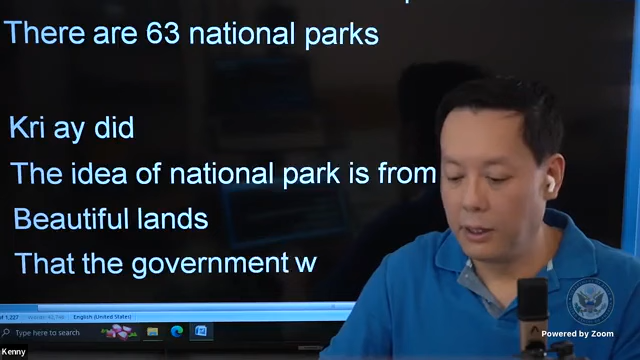 There are 63 national parks
Kri ay did
The idea of national park is from
Beautiful lands
That the government w
English (United States)
Type here to search
Powered by Zoom
Kenny